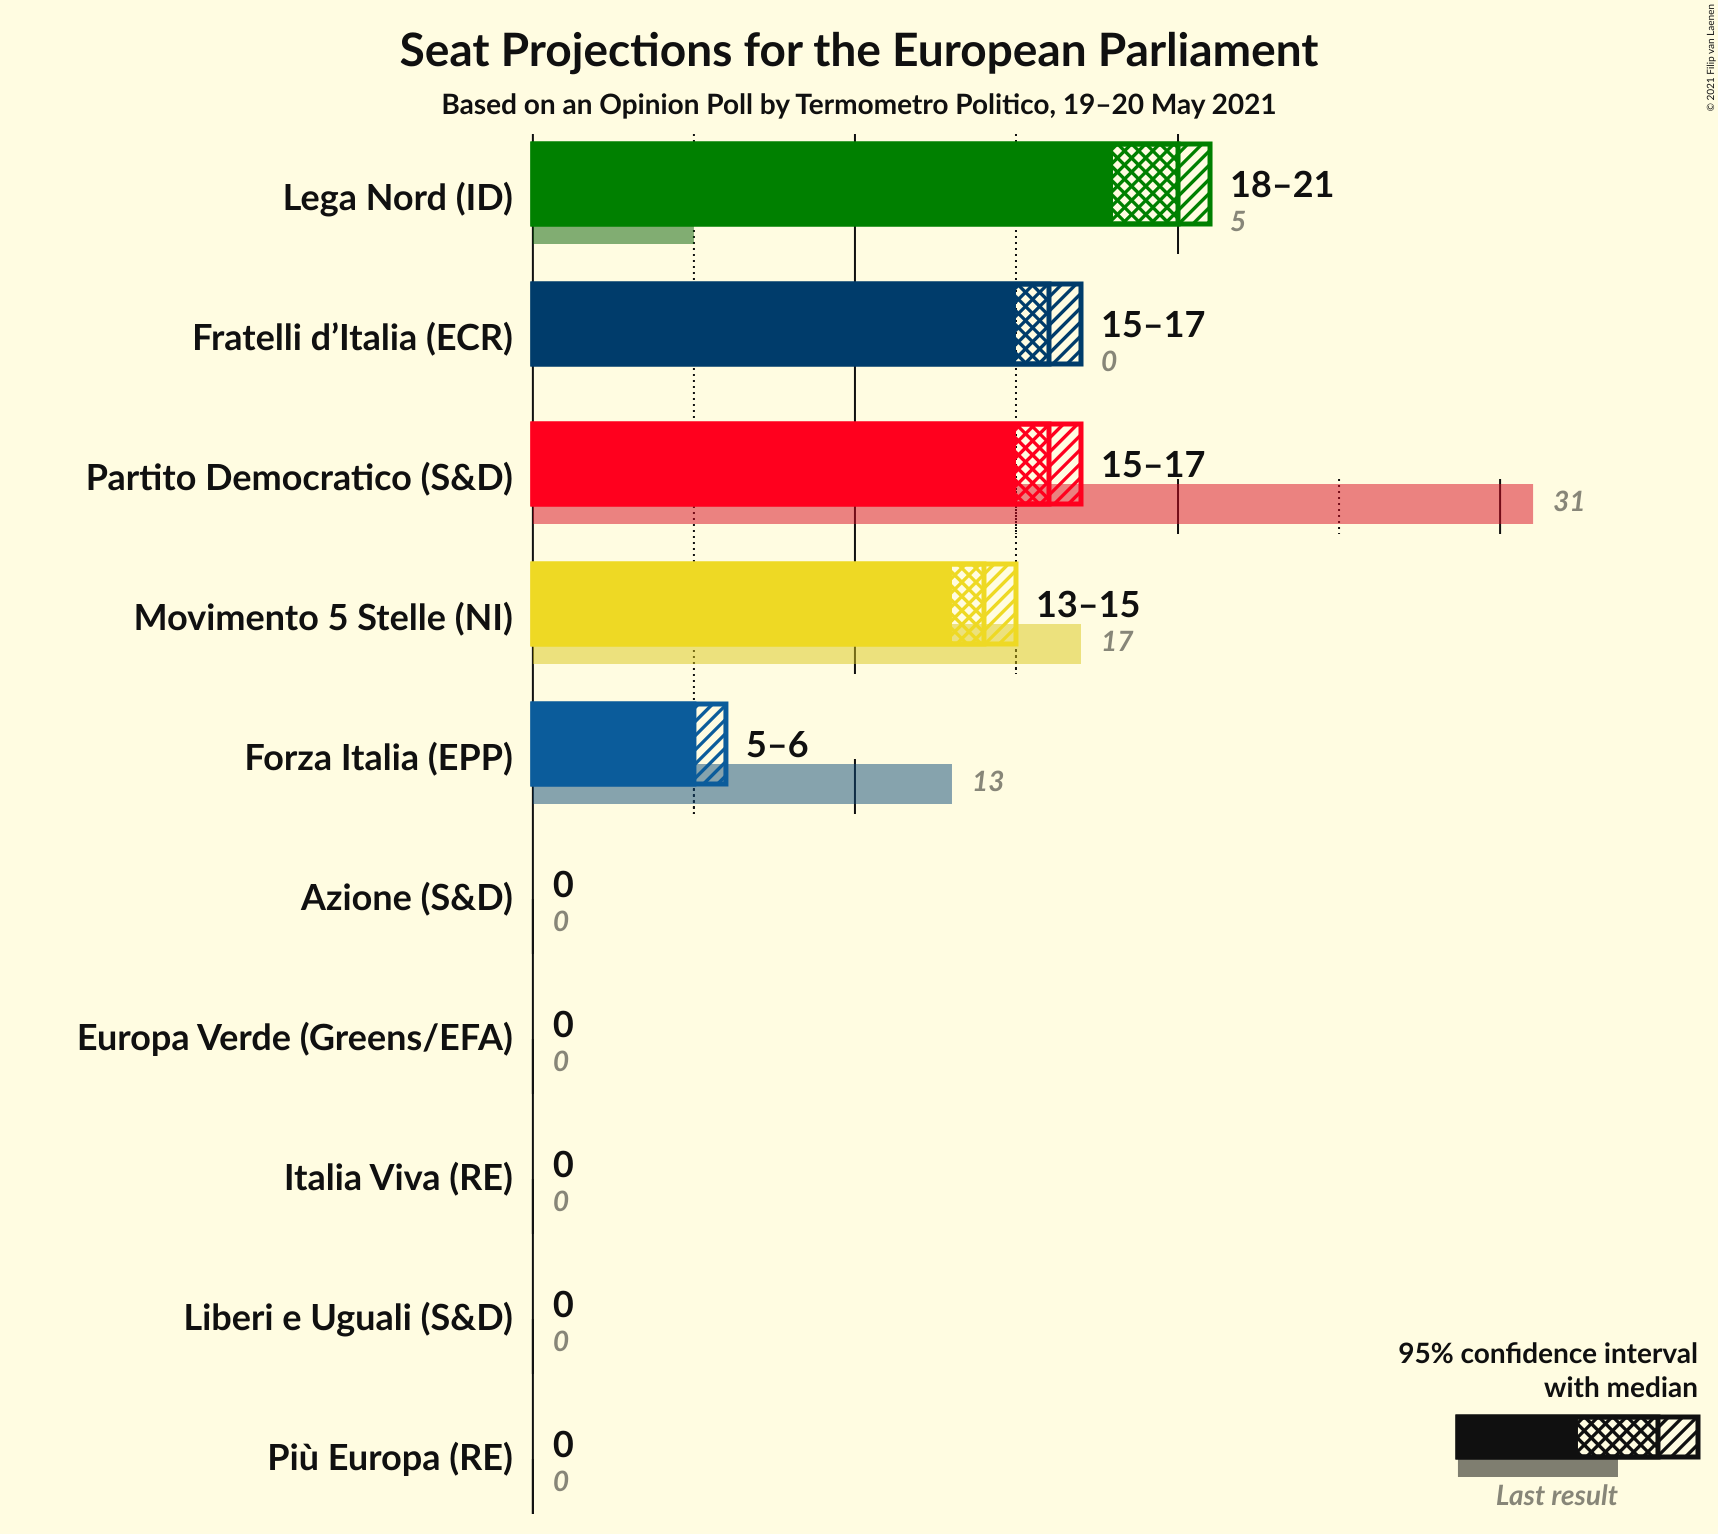 Seat Projections for the European Parliament
Based on an Opinion Poll by Termometro Politico, 19–20 May 2021
© 2021 Filip van Laenen
Lega Nord (ID)
18–21
5
Fratelli d’Italia (ECR)
15–17
0
Partito Democratico (S&D)
15–17
31
Movimento 5 Stelle (NI)
13–15
17
Forza Italia (EPP)
5–6
13
Azione (S&D)
0
0
Europa Verde (Greens/EFA)
0
0
Italia Viva (RE)
0
0
Liberi e Uguali (S&D)
0
0
Più Europa (RE)
0
0
95% confidence interval
with median
Last result